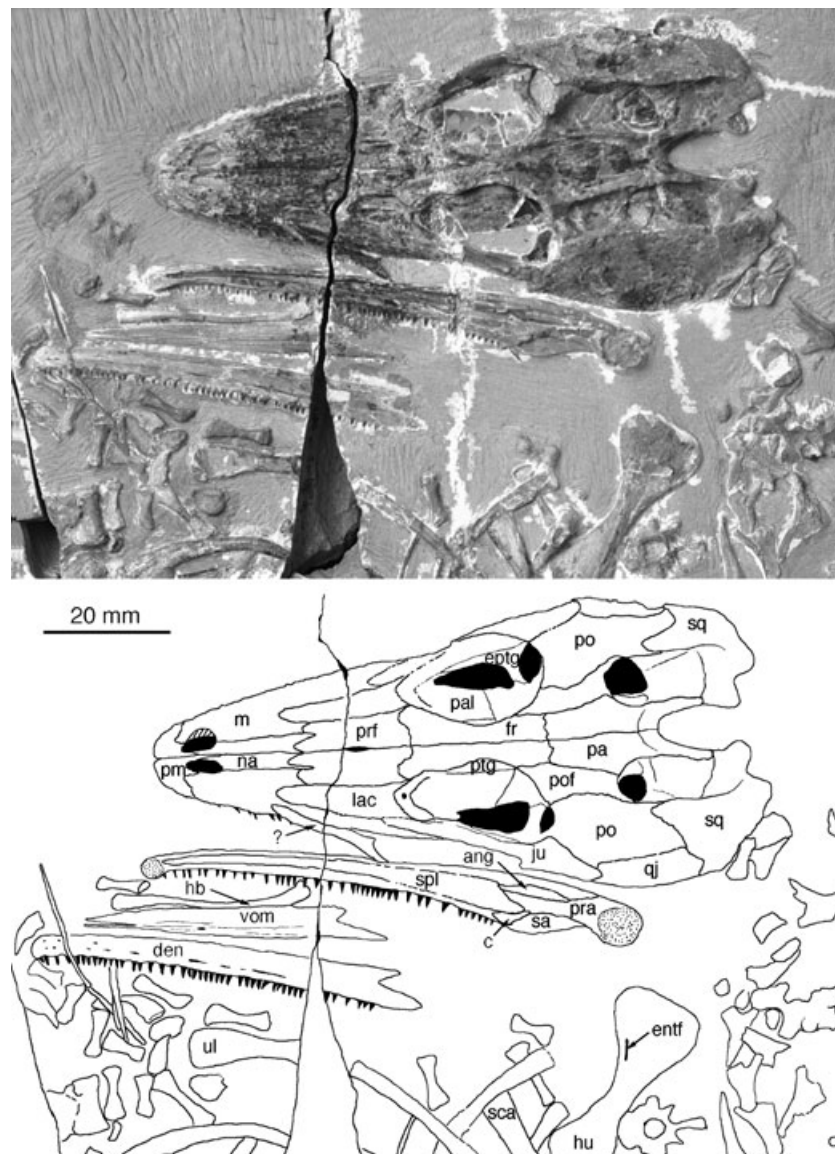 20 mm
sq
po
eptg
m
pal
prf
fr
pa
na
pm
ptg
pof
lac
po
sq
?
ju
ang
qj
spl
hb
pra
vom
c
sa
den
entf
ul
sca
hu